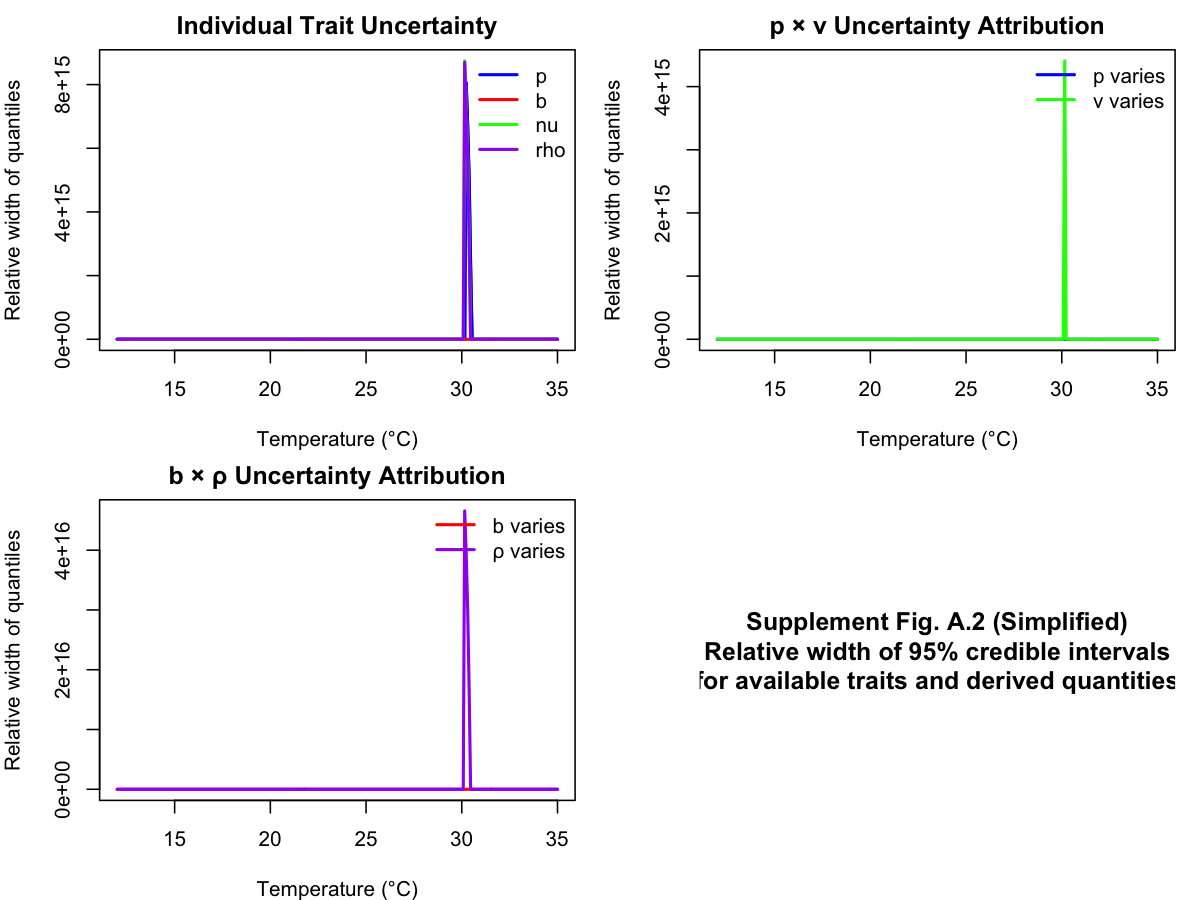 Individual Trait Uncertainty
Relative width of quantiles
8e+15
4e+15
0e+00
p
b
nu
rho
15 20 25 30 35
Temperature (°C)
p × v Uncertainty Attribution
Relative width of quantiles
4e+15
2e+15
0e+00
p varies
v varies
15 20 25 30 35
Temperature (°C)
b × ρ Uncertainty Attribution
Relative width of quantiles
4e+16
2e+16
0e+00
b varies
ρ varies
15 20 25 30 35
Temperature (°C)
Supplement Fig. A.2 (Simplified)
Relative width of 95% credible intervals
for available traits and derived quantities